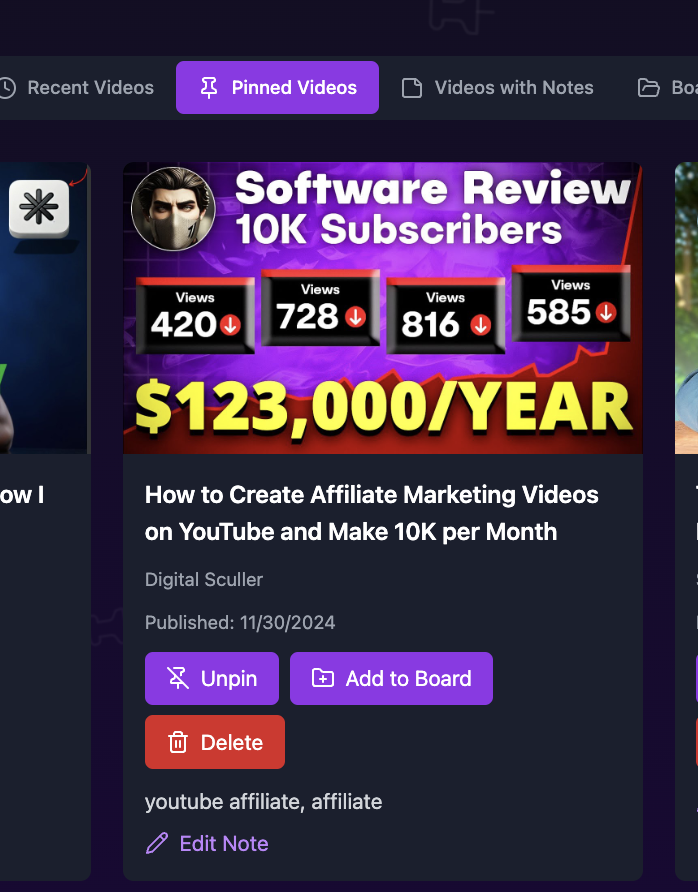 Recent Videos
Pinned Videos
Videos with Notes
Software Review
10K Subscribers
Views
420
Views
728
Views
816
Views
585
$123,000/YEAR
ow I
How to Create Affiliate Marketing Videos
on YouTube and Make 10K per Month
Digital Sculler
Published: 11/30/2024
Unpin
Add to Board
Delete
youtube affiliate, affiliate
Edit Note